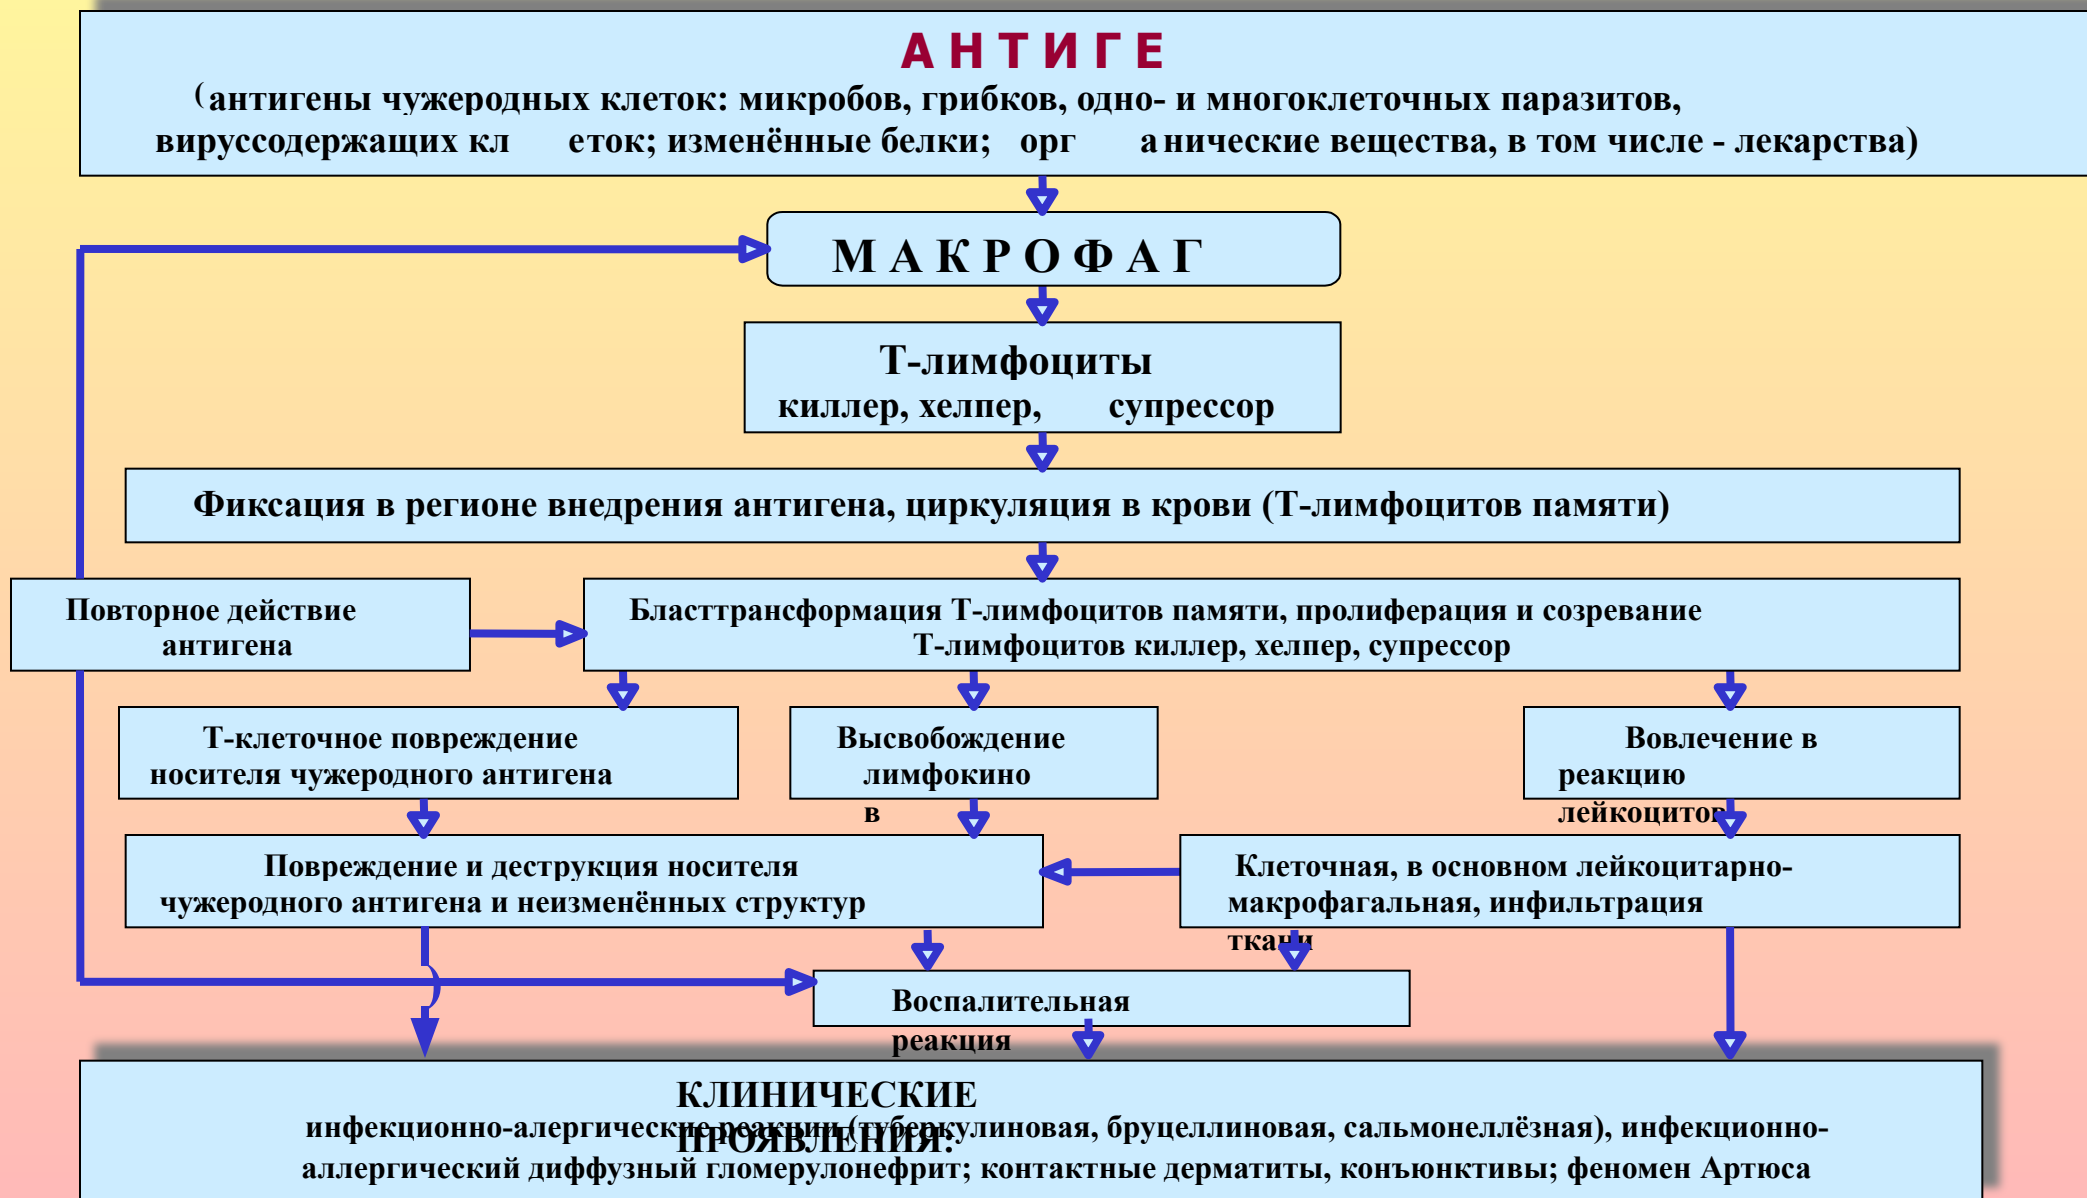 АНТИГЕ
(антигены чужеродных клеток: микробов, грибков, одно- и многоклеточных паразитов,
вируссодержащих кл еток; изменённые белки; орг анические вещества, в том числе - лекарства)
МАКРОФАГ
Т-лимфоциты
киллер, хелпер, супрессор
Фиксация в регионе внедрения антигена, циркуляция в крови (Т-лимфоцитов памяти)
Повторное действие
антигена
Бласттрансформация Т-лимфоцитов памяти, пролиферация и созревание
Т-лимфоцитов киллер, хелпер, супрессор
Т-клеточное повреждение
носителя чужеродного антигена
Высвобождение
лимфокино
в
Вовлечение в
реакцию
лейкоцитов
Повреждение и деструкция носителя
чужеродного антигена и неизменённых структур
Клеточная, в основном лейкоцитарно-
макрофагальная, инфильтрация
ткани
Воспалительная
реакция
КЛИНИЧЕСКИЕ
ПРОЯВЛЕНИЯ:
инфекционно-алергические реакции (туберкулиновая, бруцеллиновая, сальмонеллёзная), инфекционно-
аллергический диффузный гломерулонефрит; контактные дерматиты, конъюнктивы; феномен Артюса